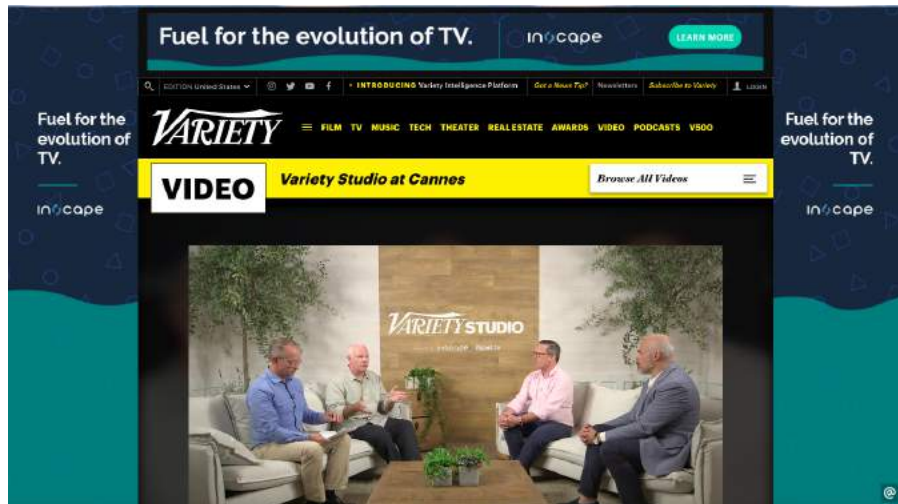 Fuel for the evolution of TV.
inscape
LEARN MORE
EDITION United States
+ INTRODUCING Variety Intelligence Platform
Got a News Tip?
Newsletters
Subscribe to Variety
LOGIN
Fuel for the
evolution of
TV.
inscape
VARIETY
FILM TV MUSIC TECH THEATER REAL ESTATE AWARDS VIDEO PODCASTS V500
Fuel for the
evolution of
TV.
inscape
VIDEO
Variety Studio at Cannes
Browse All Videos
VARIETY STUDIO
@